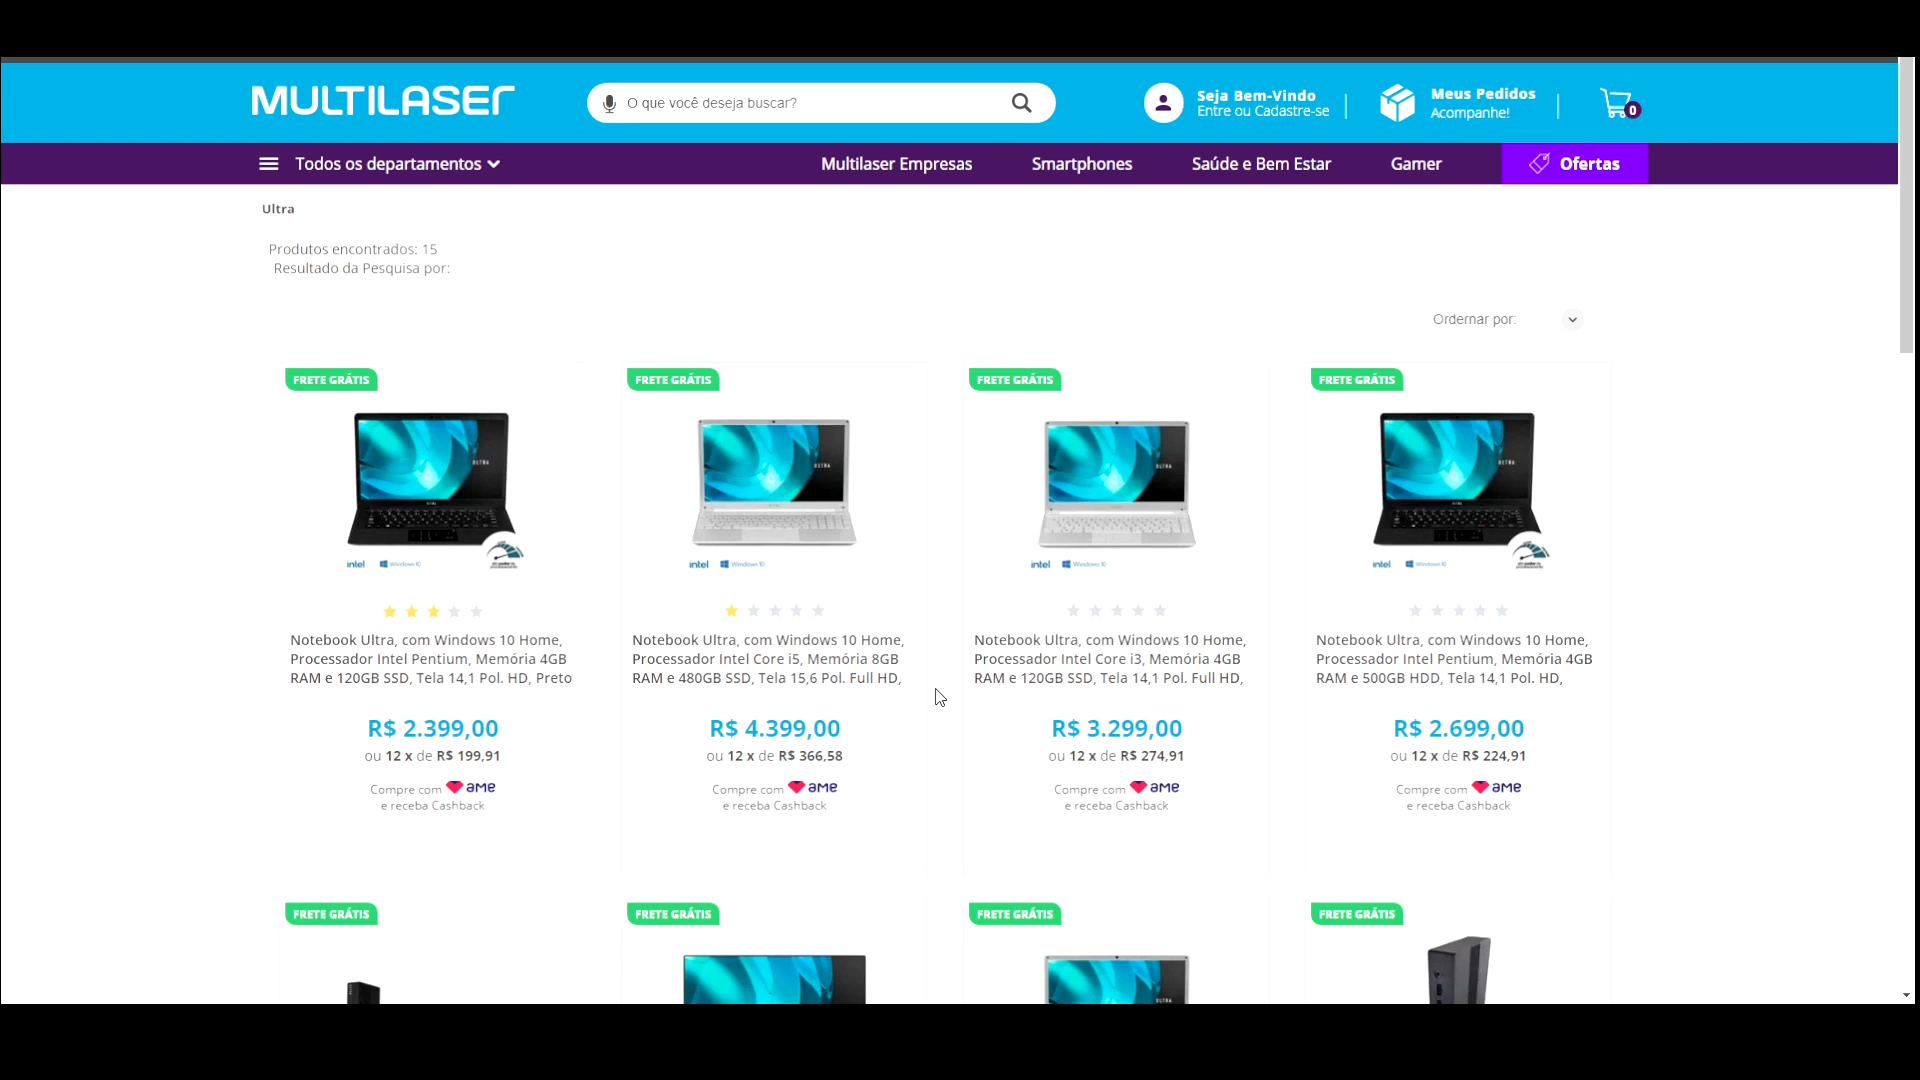 MULTILASER
O que você deseja buscar?
Seja Bem-Vindo
Entre ou Cadastre-se
Meus Pedidos
Acompanhe!
0
Todos os departamentos
Multilaser Empresas
Smartphones
Saúde e Bem Estar
Gamer
Ofertas
Ultra
Produtos encontrados: 15
Resultado da Pesquisa por:
Ordernar por:
FRETE GRÁTIS
ULTRA
intel Windows 10
Notebook Ultra, com Windows 10 Home,
Processador Intel Pentium, Memória 4GB
RAM e 120GB SSD, Tela 14,1 Pol. HD, Preto
R$ 2.399,00
ou 12 x de R$ 199,91
Compre com ame
e receba Cashback
FRETE GRÁTIS
ULTRA
intel Windows 10
Notebook Ultra, com Windows 10 Home,
Processador Intel Core i5, Memória 8GB
RAM e 480GB SSD, Tela 15,6 Pol. Full HD,
R$ 4.399,00
ou 12 x de R$ 366,58
Compre com ame
e receba Cashback
FRETE GRÁTIS
ULTRA
intel Windows 10
Notebook Ultra, com Windows 10 Home,
Processador Intel Core i3, Memória 4GB
RAM e 120GB SSD, Tela 14,1 Pol. Full HD,
R$ 3.299,00
ou 12 x de R$ 274,91
Compre com ame
e receba Cashback
FRETE GRÁTIS
ULTRA
intel Windows 10
Notebook Ultra, com Windows 10 Home,
Processador Intel Pentium, Memória 4GB
RAM e 500GB HDD, Tela 14,1 Pol. HD,
R$ 2.699,00
ou 12 x de R$ 224,91
Compre com ame
e receba Cashback
FRETE GRÁTIS
FRETE GRÁTIS
FRETE GRÁTIS
ULTRA
FRETE GRÁTIS